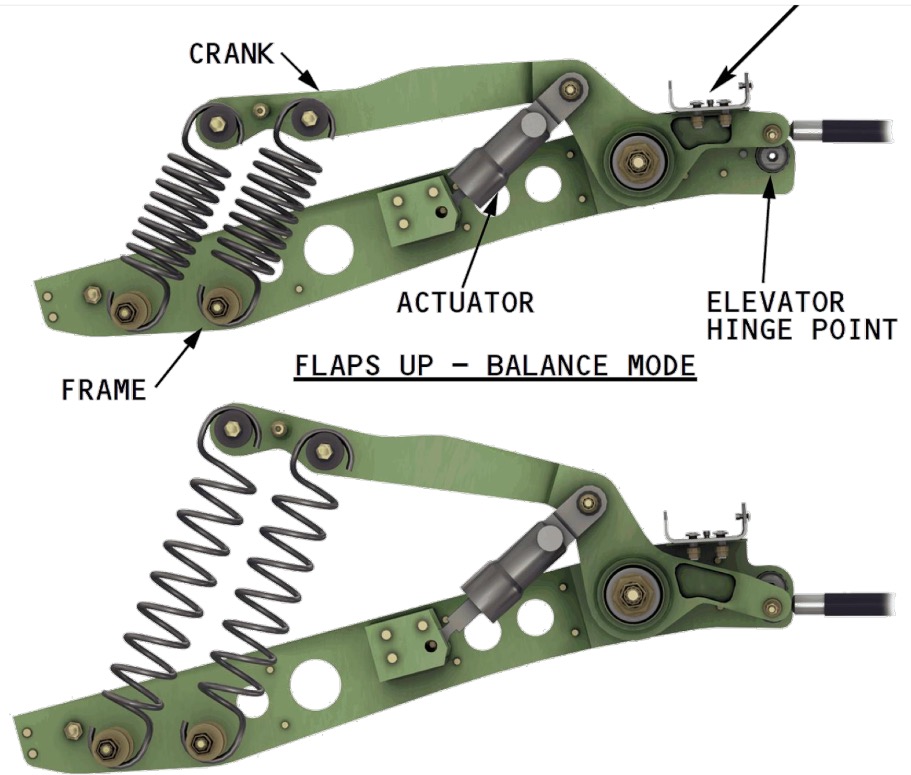 CRANK
ACTUATOR
ELEVATOR
HINGE POINT
FLAPS UP – BALANCE MODE
FRAME